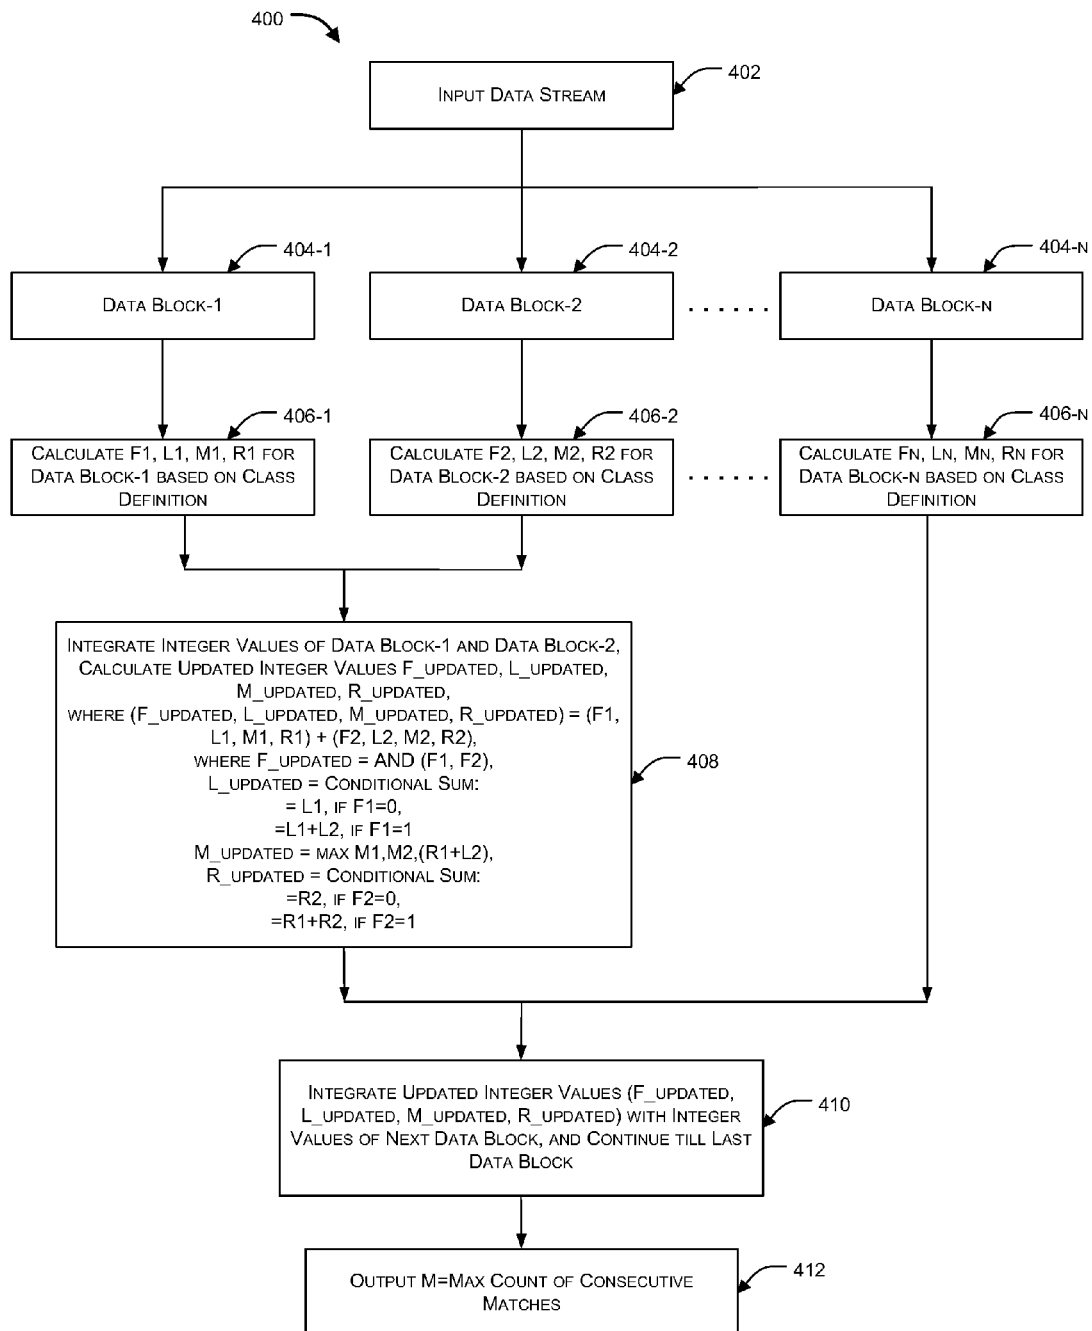 400
INPUT DATA STREAM
402
404-1
404-2
404-N
DATA BLOCK-1
DATA BLOCK-2
. . . . . .
DATA BLOCK-N
406-1
406-2
406-N
CALCULATE F1, L1, M1, R1 FOR
DATA BLOCK-1 BASED ON CLASS
DEFINITION
CALCULATE F2, L2, M2, R2 FOR
DATA BLOCK-2 BASED ON CLASS
DEFINITION
. . . . . .
CALCULATE FN, LN, MN, RN FOR
DATA BLOCK-N BASED ON CLASS
DEFINITION
INTEGRATE INTEGER VALUES OF DATA BLOCK-1 AND DATA BLOCK-2,
CALCULATE UPDATED INTEGER VALUES F_UPDATED, L_UPDATED,
M_UPDATED, R_UPDATED,
WHERE (F_UPDATED, L_UPDATED, M_UPDATED, R_UPDATED) = (F1,
L1, M1, R1) + (F2, L2, M2, R2),
WHERE F_UPDATED = AND (F1, F2),
L_UPDATED = CONDITIONAL SUM:
= L1, IF F1=0,
=L1+L2, IF F1=1
M_UPDATED = MAX M1,M2,(R1+L2),
R_UPDATED = CONDITIONAL SUM:
=R2, IF F2=0,
=R1+R2, IF F2=1
408
INTEGRATE UPDATED INTEGER VALUES (F_UPDATED,
L_UPDATED, M_UPDATED, R_UPDATED) WITH INTEGER
VALUES OF NEXT DATA BLOCK, AND CONTINUE TILL LAST
DATA BLOCK
410
OUTPUT M=MAX COUNT OF CONSECUTIVE
MATCHES
412